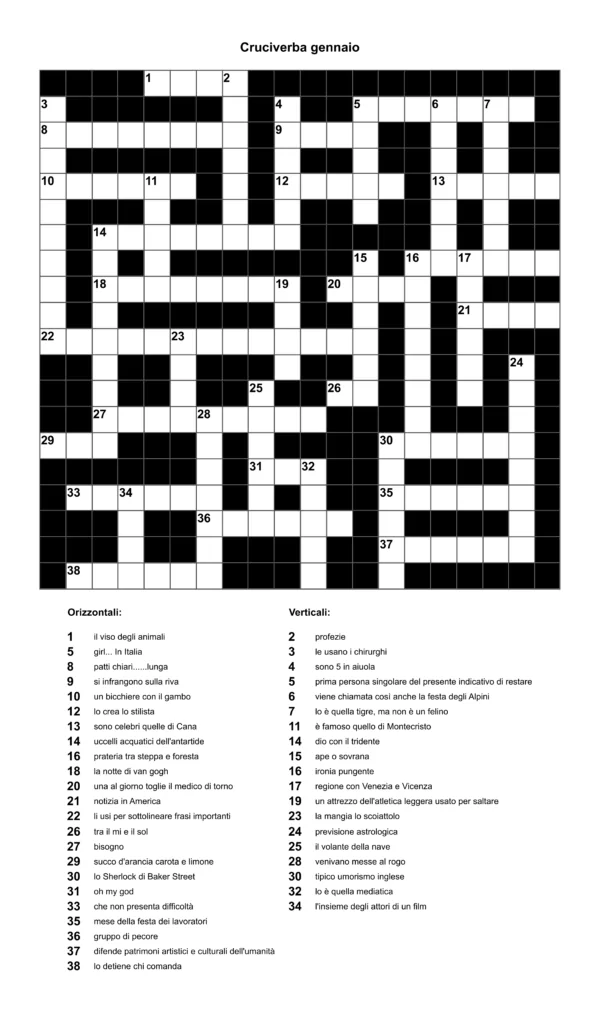 Cruciverba gennaio
1 2
3 4 5 6 7
8 9
10 11 12 13
14
15 16 17
18 19 20
21
22 23
24
25 26
27 28
29 30
31 32
33 34 35
36
37
38
Orizzontali:
1 il viso degli animali
5 girl... In Italia
8 patti chiari......lunga
9 si infrangono sulla riva
10 un bicchiere con il gambo
12 lo crea lo stilista
13 sono celebri quelle di Cana
14 uccelli acquatici dell'antartide
16 prateria tra steppa e foresta
18 la notte di van gogh
20 una al giorno toglie il medico di torno
21 notizia in America
22 li usi per sottolineare frasi importanti
26 tra il mi e il sol
27 bisogno
29 succo d'arancia carota e limone
30 lo Sherlock di Baker Street
31 oh my god
33 che non presenta difficoltà
35 mese della festa dei lavoratori
36 gruppo di pecore
37 difende patrimoni artistici e culturali dell'umanità
38 lo detiene chi comanda
Verticali:
2 profezie
3 le usano i chirurghi
4 sono 5 in aiuola
5 prima persona singolare del presente indicativo di restare
6 viene chiamata cosí anche la festa degli Alpini
7 lo è quella tigre, ma non è un felino
11 è famoso quello di Montecristo
14 dio con il tridente
15 ape o sovrana
16 ironia pungente
17 regione con Venezia e Vicenza
19 un attrezzo dell'atletica leggera usato per saltare
23 la mangia lo scoiattolo
24 previsione astrologica
25 il volante della nave
28 venivano messe al rogo
30 tipico umorismo inglese
32 lo è quella mediatica
34 l'insieme degli attori di un film